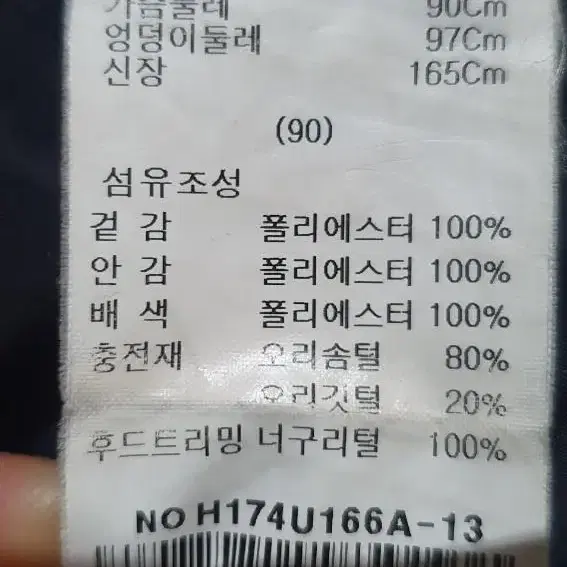 가슴둘레 90Cm
엉덩이둘레 97Cm
신장 165Cm
(90)
섬유조성
겉 감 폴리에스터 100%
안 감 폴리에스터 100%
배 색 폴리에스터 100%
충전재 오리솜털 80%
오리깃털 20%
후드트리밍 너구리털 100%
NO H174U166A-13